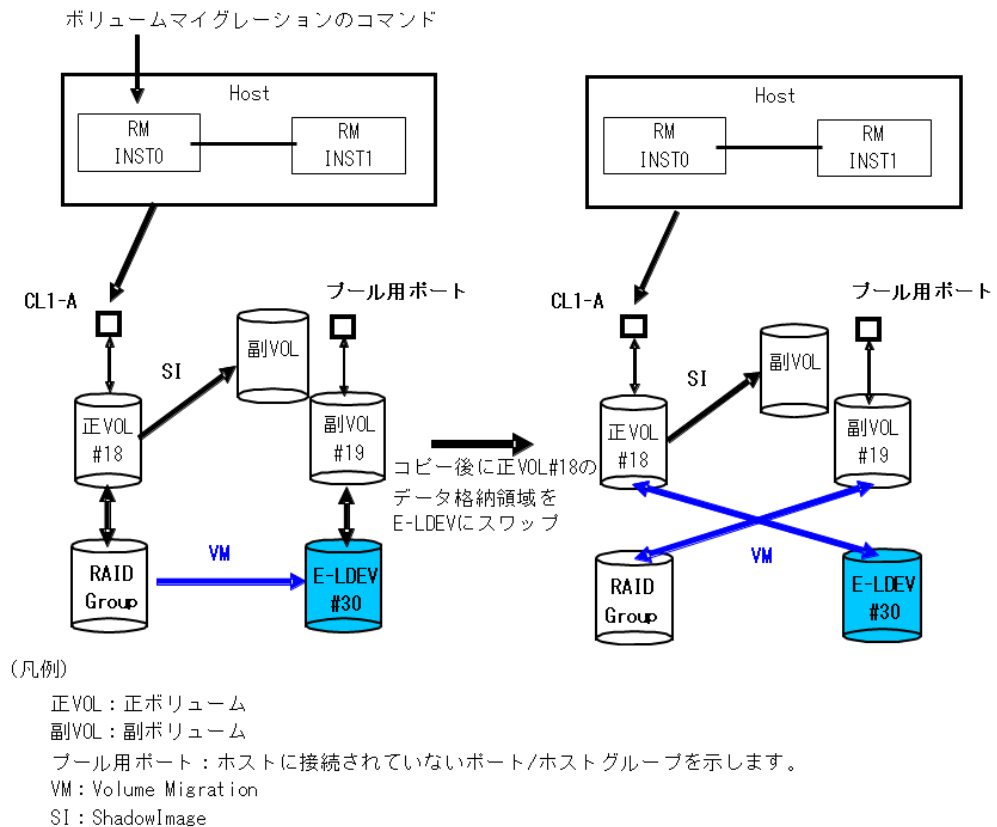 ボリュームマイグレーションのコマンド
Host
RM
INST0
RM
INST1
CL1-A
プール用ポート
SI
副VOL
正VOL
#18
副VOL
#19
VM
RAID
Group
E-LDEV
#30
コピー後に正VOL#18の
データ格納領域を
E-LDEVにスワップ
Host
RM
INST0
RM
INST1
CL1-A
プール用ポート
SI
副VOL
正VOL
#18
副VOL
#19
VM
RAID
Group
E-LDEV
#30
(凡例)
正VOL：正ボリューム
副VOL：副ボリューム
プール用ポート：ホストに接続されていないポート/ホストグループを示します。
VM：Volume Migration
SI：ShadowImage